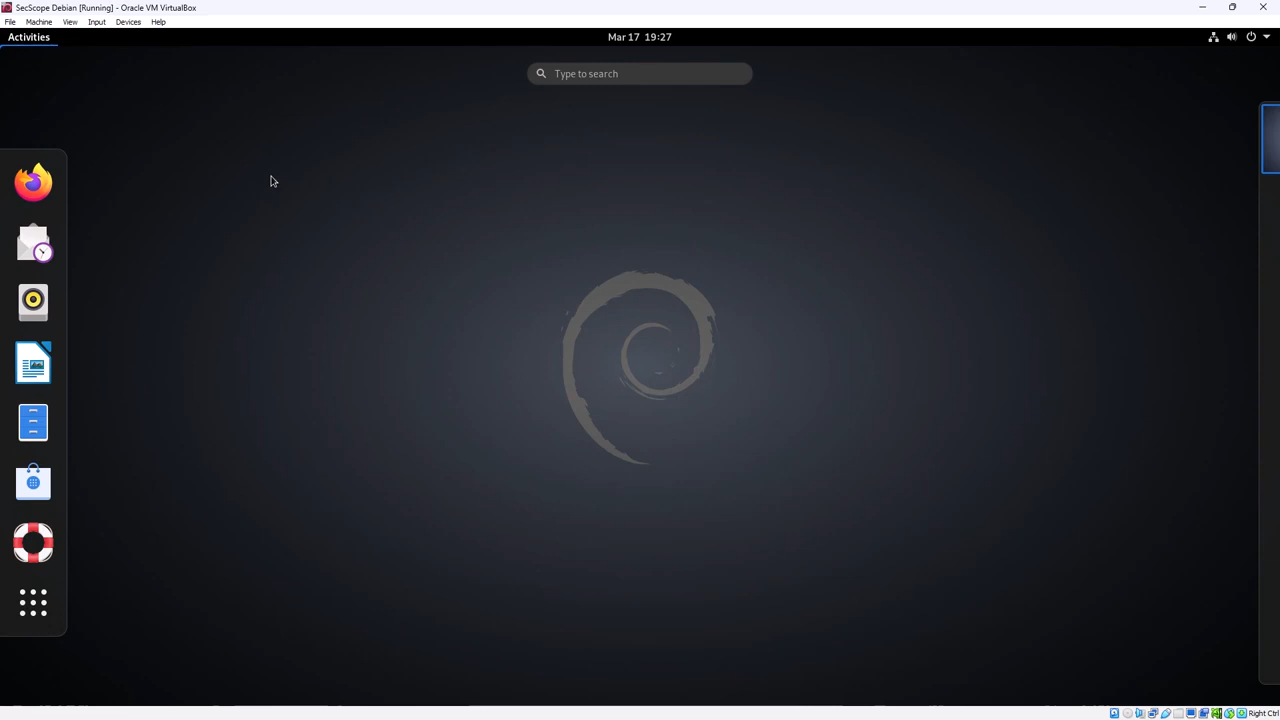 SecScope Debian [Running] - Oracle VM VirtualBox
File Machine View Input Devices Help
Activities
Mar 17 19:27
Type to search
Right Ctrl